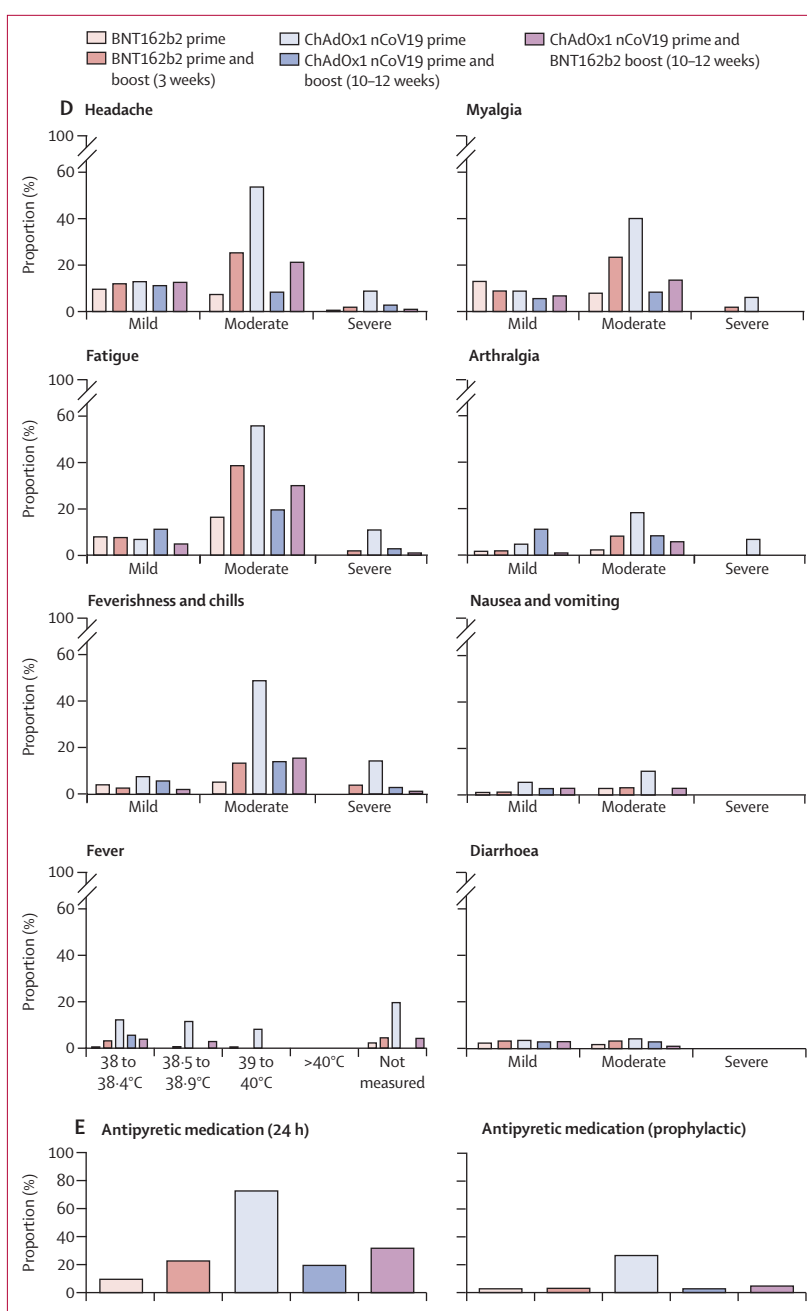 BNT162b2 prime
BNT162b2 prime and
boost (3 weeks)
ChAdOx1 nCoV19 prime
ChAdOx1 nCoV19 prime and
boost (10–12 weeks)
ChAdOx1 nCoV19 prime and
BNT162b2 boost (10–12 weeks)
D Headache
Myalgia
Proportion (%)
100
60
40
20
0
Mild Moderate Severe
Mild Moderate Severe
Fatigue
Arthralgia
Proportion (%)
100
60
40
20
0
Mild Moderate Severe
Mild Moderate Severe
Feverishness and chills
Nausea and vomiting
Proportion (%)
100
60
40
20
0
Mild Moderate Severe
Mild Moderate Severe
Fever
Diarrhoea
Proportion (%)
100
60
40
20
0
38 to
38·4°C
38·5 to
38·9°C
39 to
40°C
>40°C
Not
measured
Mild Moderate Severe
E Antipyretic medication (24 h)
Antipyretic medication (prophylactic)
Proportion (%)
100
80
60
40
20
0